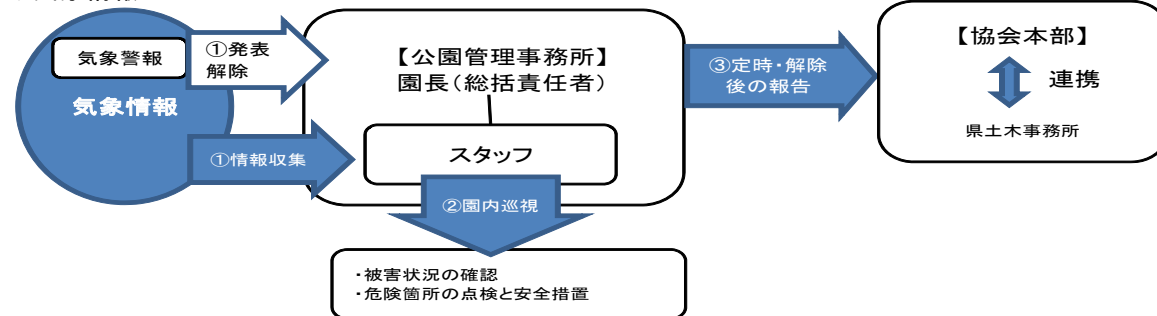 気象警報
気象情報
①発表
解除
①情報収集
【公園管理事務所】
園長(総括責任者)
スタッフ
②園内巡視
・被害状況の確認
・危険箇所の点検と安全措置
③定時・解除
後の報告
【協会本部】
連携
県土木事務所